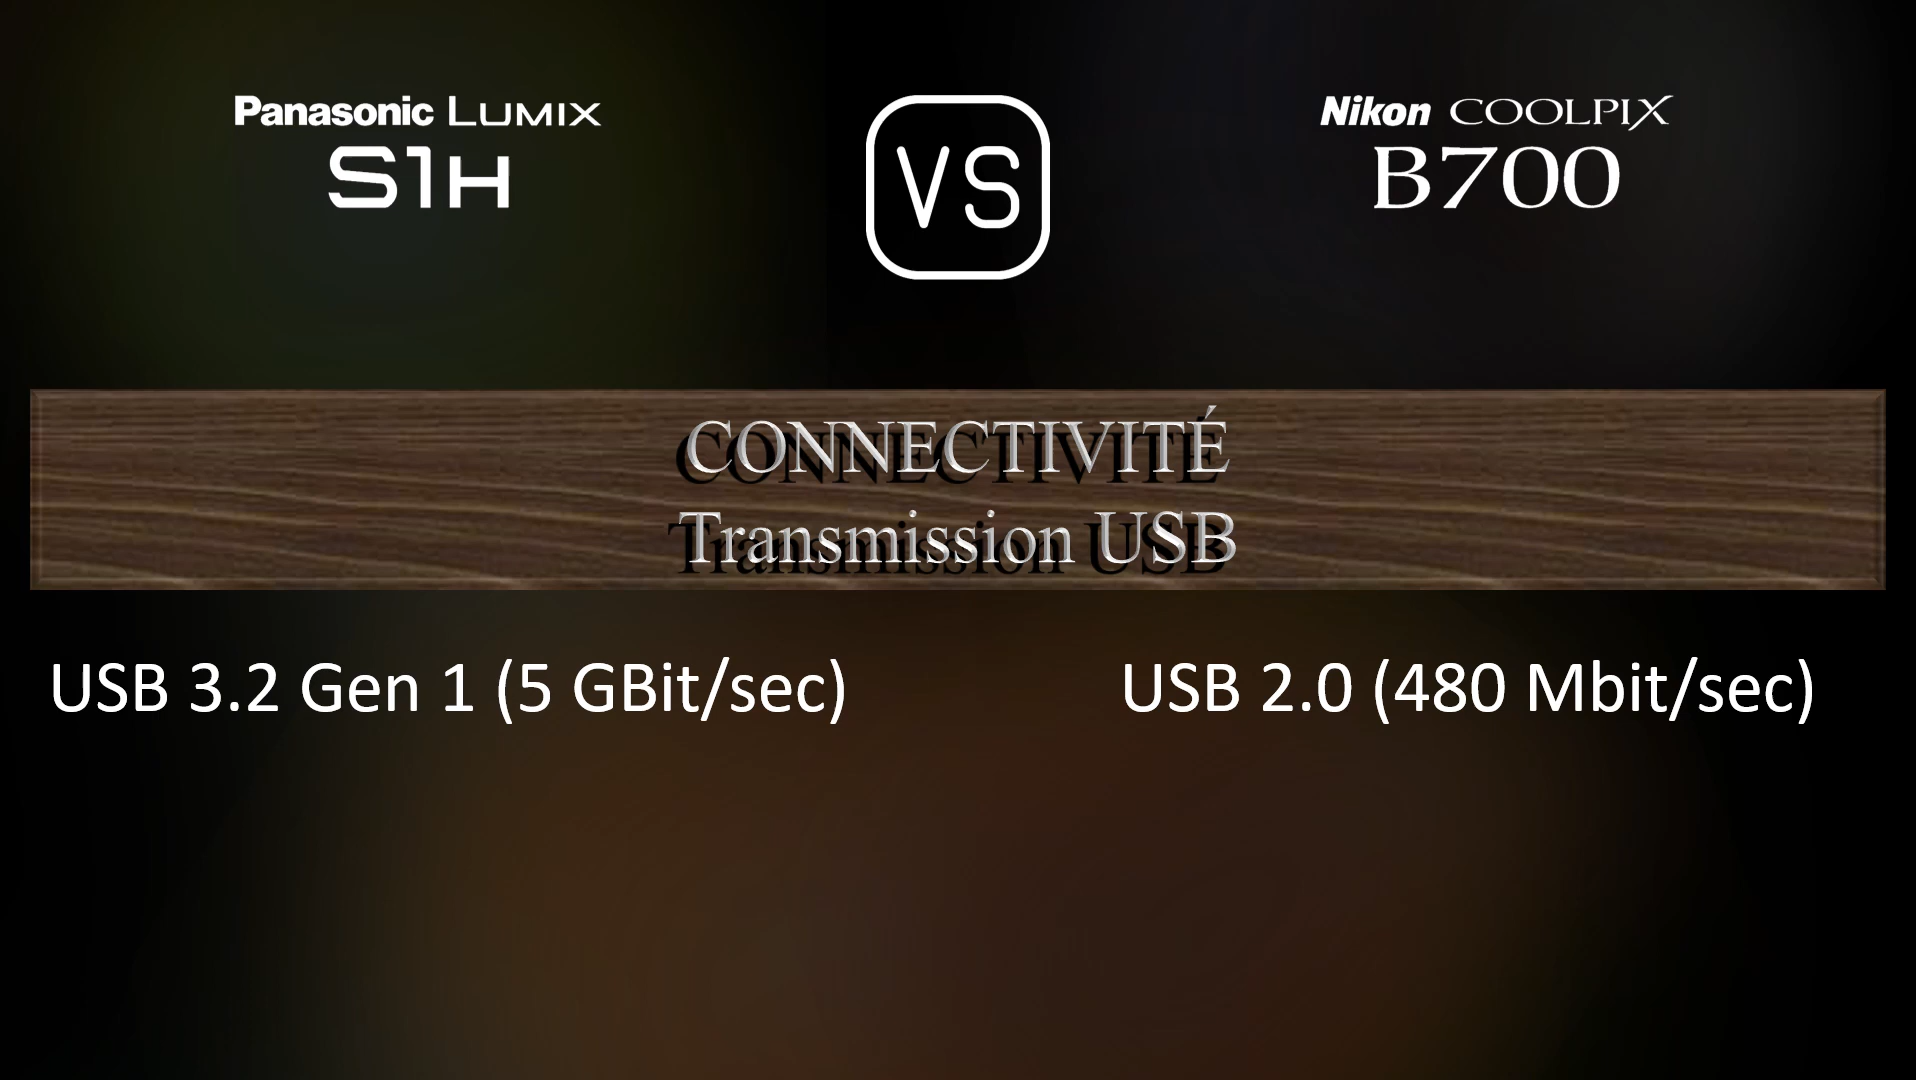 Panasonic LUMIX
S1H
VS
Nikon COOLPIX
B700
CONNECTIVITÉ
Transmission USB
USB 3.2 Gen 1 (5 GBit/sec)
USB 2.0 (480 Mbit/sec)